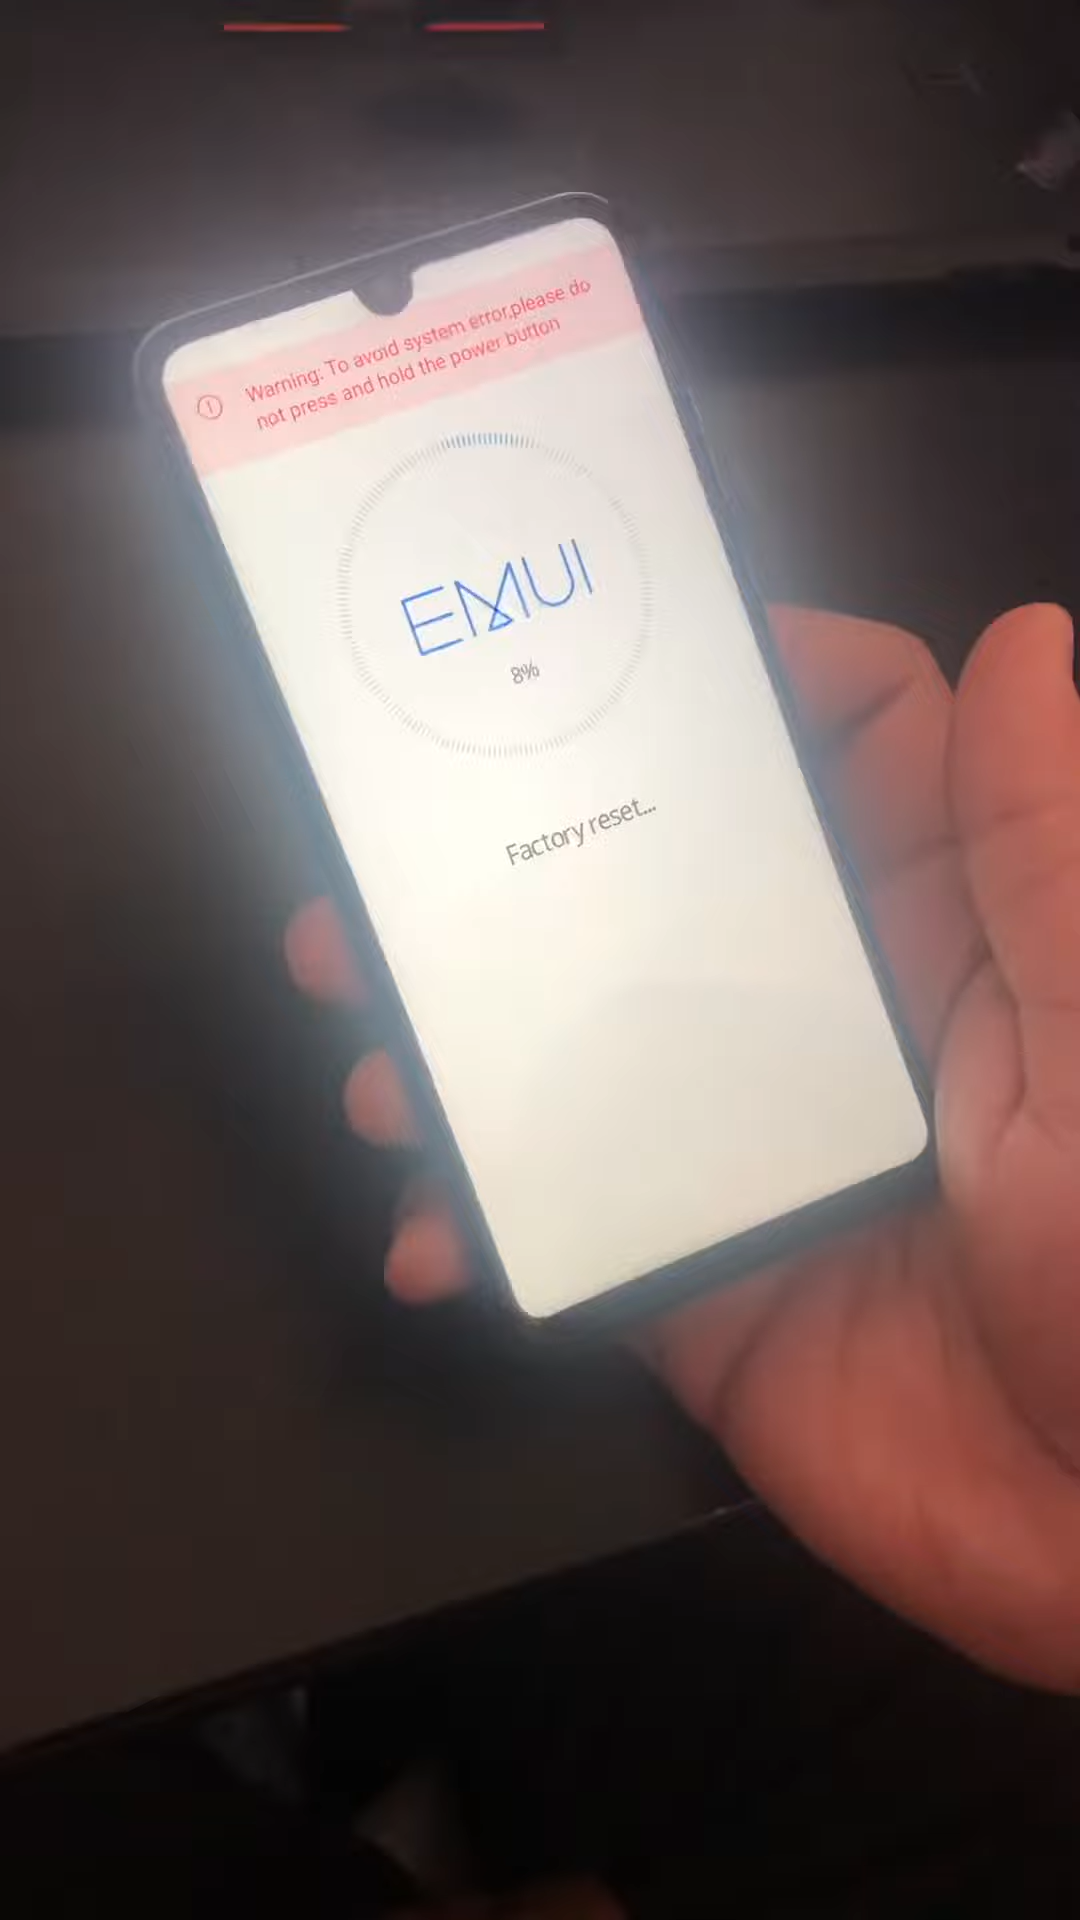 Warning: To avoid system error,please do
not press and hold the power button
EMUI
8%
Factory reset...